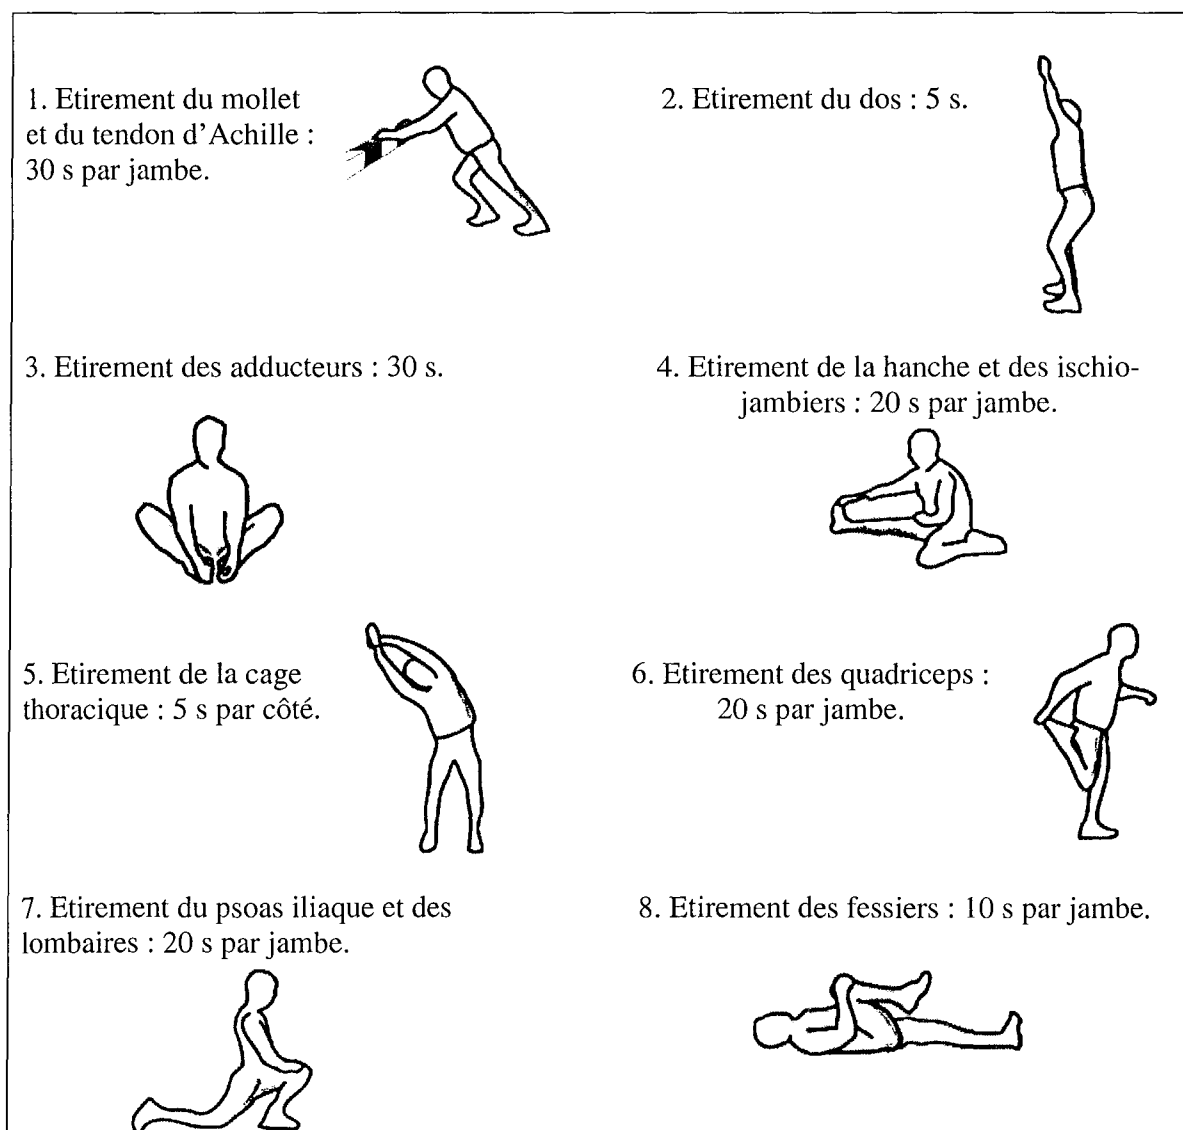 1. Etirement du mollet
et du tendon d'Achille :
30 s par jambe.
2. Etirement du dos : 5 s.
3. Etirement des adducteurs : 30 s.
4. Etirement de la hanche et des ischio-
jambiers : 20 s par jambe.
5. Etirement de la cage
thoracique : 5 s par côté.
6. Etirement des quadriceps :
20 s par jambe.
7. Etirement du psoas iliaque et des
lombaires : 20 s par jambe.
8. Etirement des fessiers : 10 s par jambe.